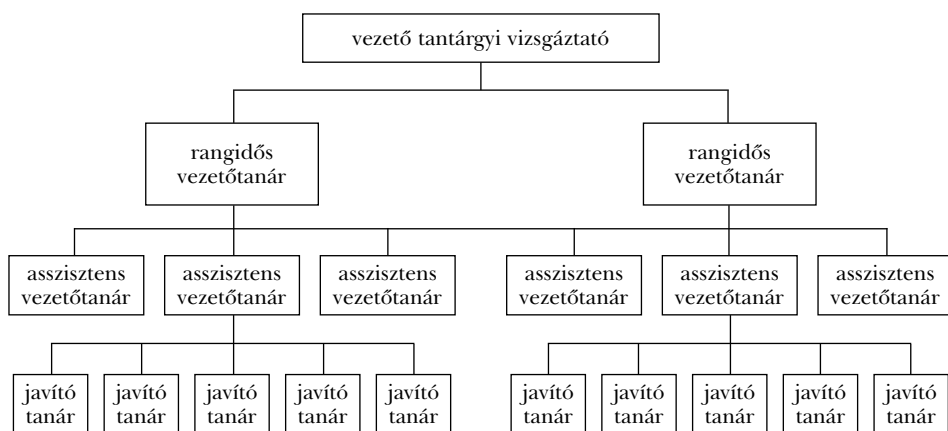 vezető tantárgyi vizsgáztató
rangidős
vezetőtanár
rangidős
vezetőtanár
asszisztens
vezetőtanár
asszisztens
vezetőtanár
asszisztens
vezetőtanár
asszisztens
vezetőtanár
asszisztens
vezetőtanár
asszisztens
vezetőtanár
javító
tanár
javító
tanár
javító
tanár
javító
tanár
javító
tanár
javító
tanár
javító
tanár
javító
tanár
javító
tanár
javító
tanár